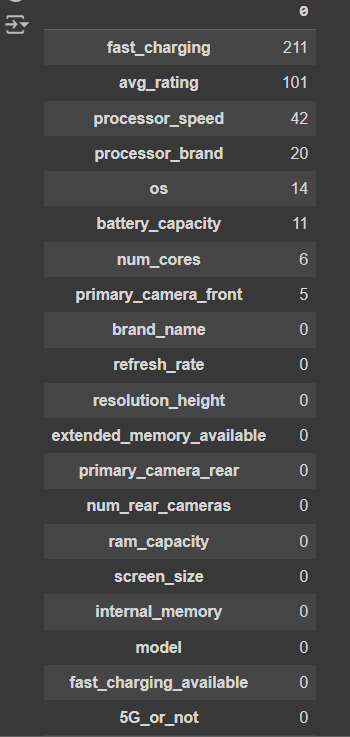 0
fast_charging 211
avg_rating 101
processor_speed 42
processor_brand 20
os 14
battery_capacity 11
num_cores 6
primary_camera_front 5
brand_name 0
refresh_rate 0
resolution_height 0
extended_memory_available 0
primary_camera_rear 0
num_rear_cameras 0
ram_capacity 0
screen_size 0
internal_memory 0
model 0
fast_charging_available 0
5G_or_not 0